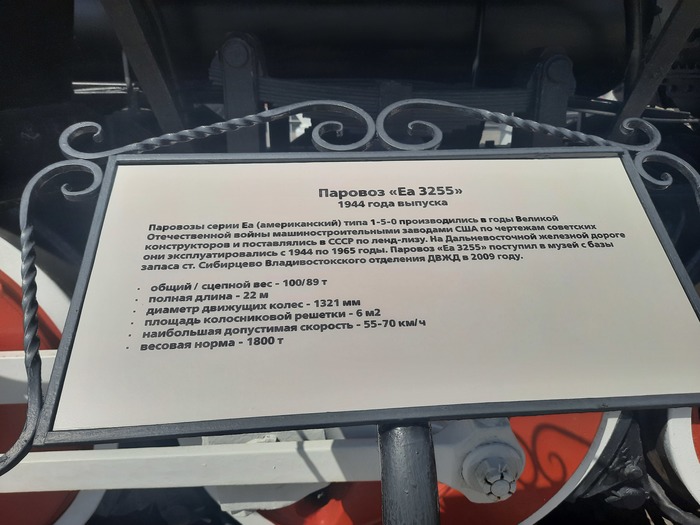 Паровоз «Еа 3255»
1944 года выпуска
Паровозы серии Еа (американский) типа 1-5-0 производились в годы Великой
Отечественной войны машиностроительными заводами США по чертежам советских
конструкторов и поставлялись в СССР по ленд-лизу. На Дальневосточной железной дороге
они эксплуатировались с 1944 по 1965 годы. Паровоз «Еа 3255» поступил в музей с базы
запаса ст. Сибирцево Владивостокского отделения ДВЖД в 2009 году.
· общий / сцепной вес - 100/89 т
· полная длина - 22 м
· диаметр движущих колес - 1321 мм
· площадь колосниковой решетки - 6 м2
· наибольшая допустимая скорость - 55-70 км/ч
· весовая норма - 1800 т